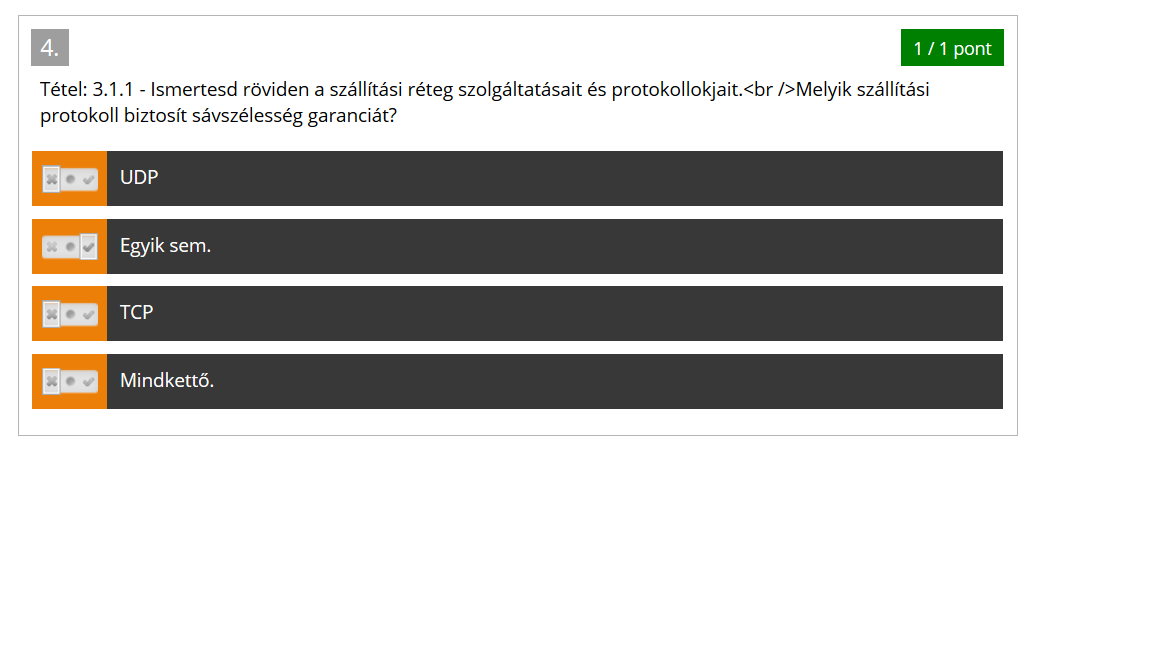 4.
1 / 1 pont
Tétel: 3.1.1 - Ismertesd röviden a szállítási réteg szolgáltatásait és protokollokjait.<br />Melyik szállítási
protokoll biztosít sávszélesség garanciát?
UDP
Egyik sem.
TCP
Mindkettő.